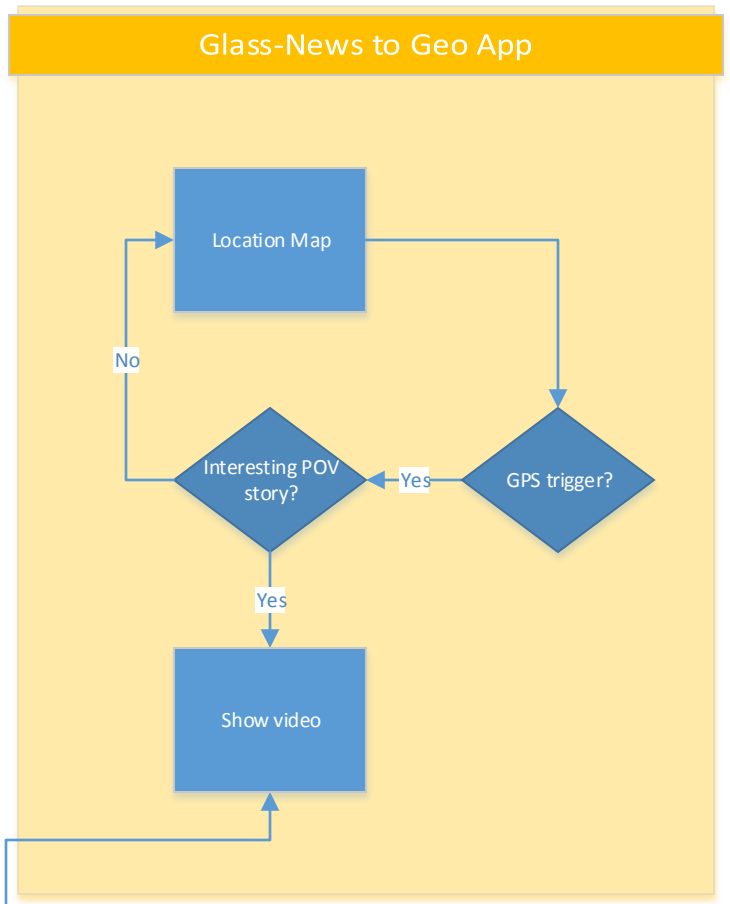 Glass-News to Geo App
Location Map
No
Interesting POV
story?
Yes
GPS trigger?
Yes
Show video